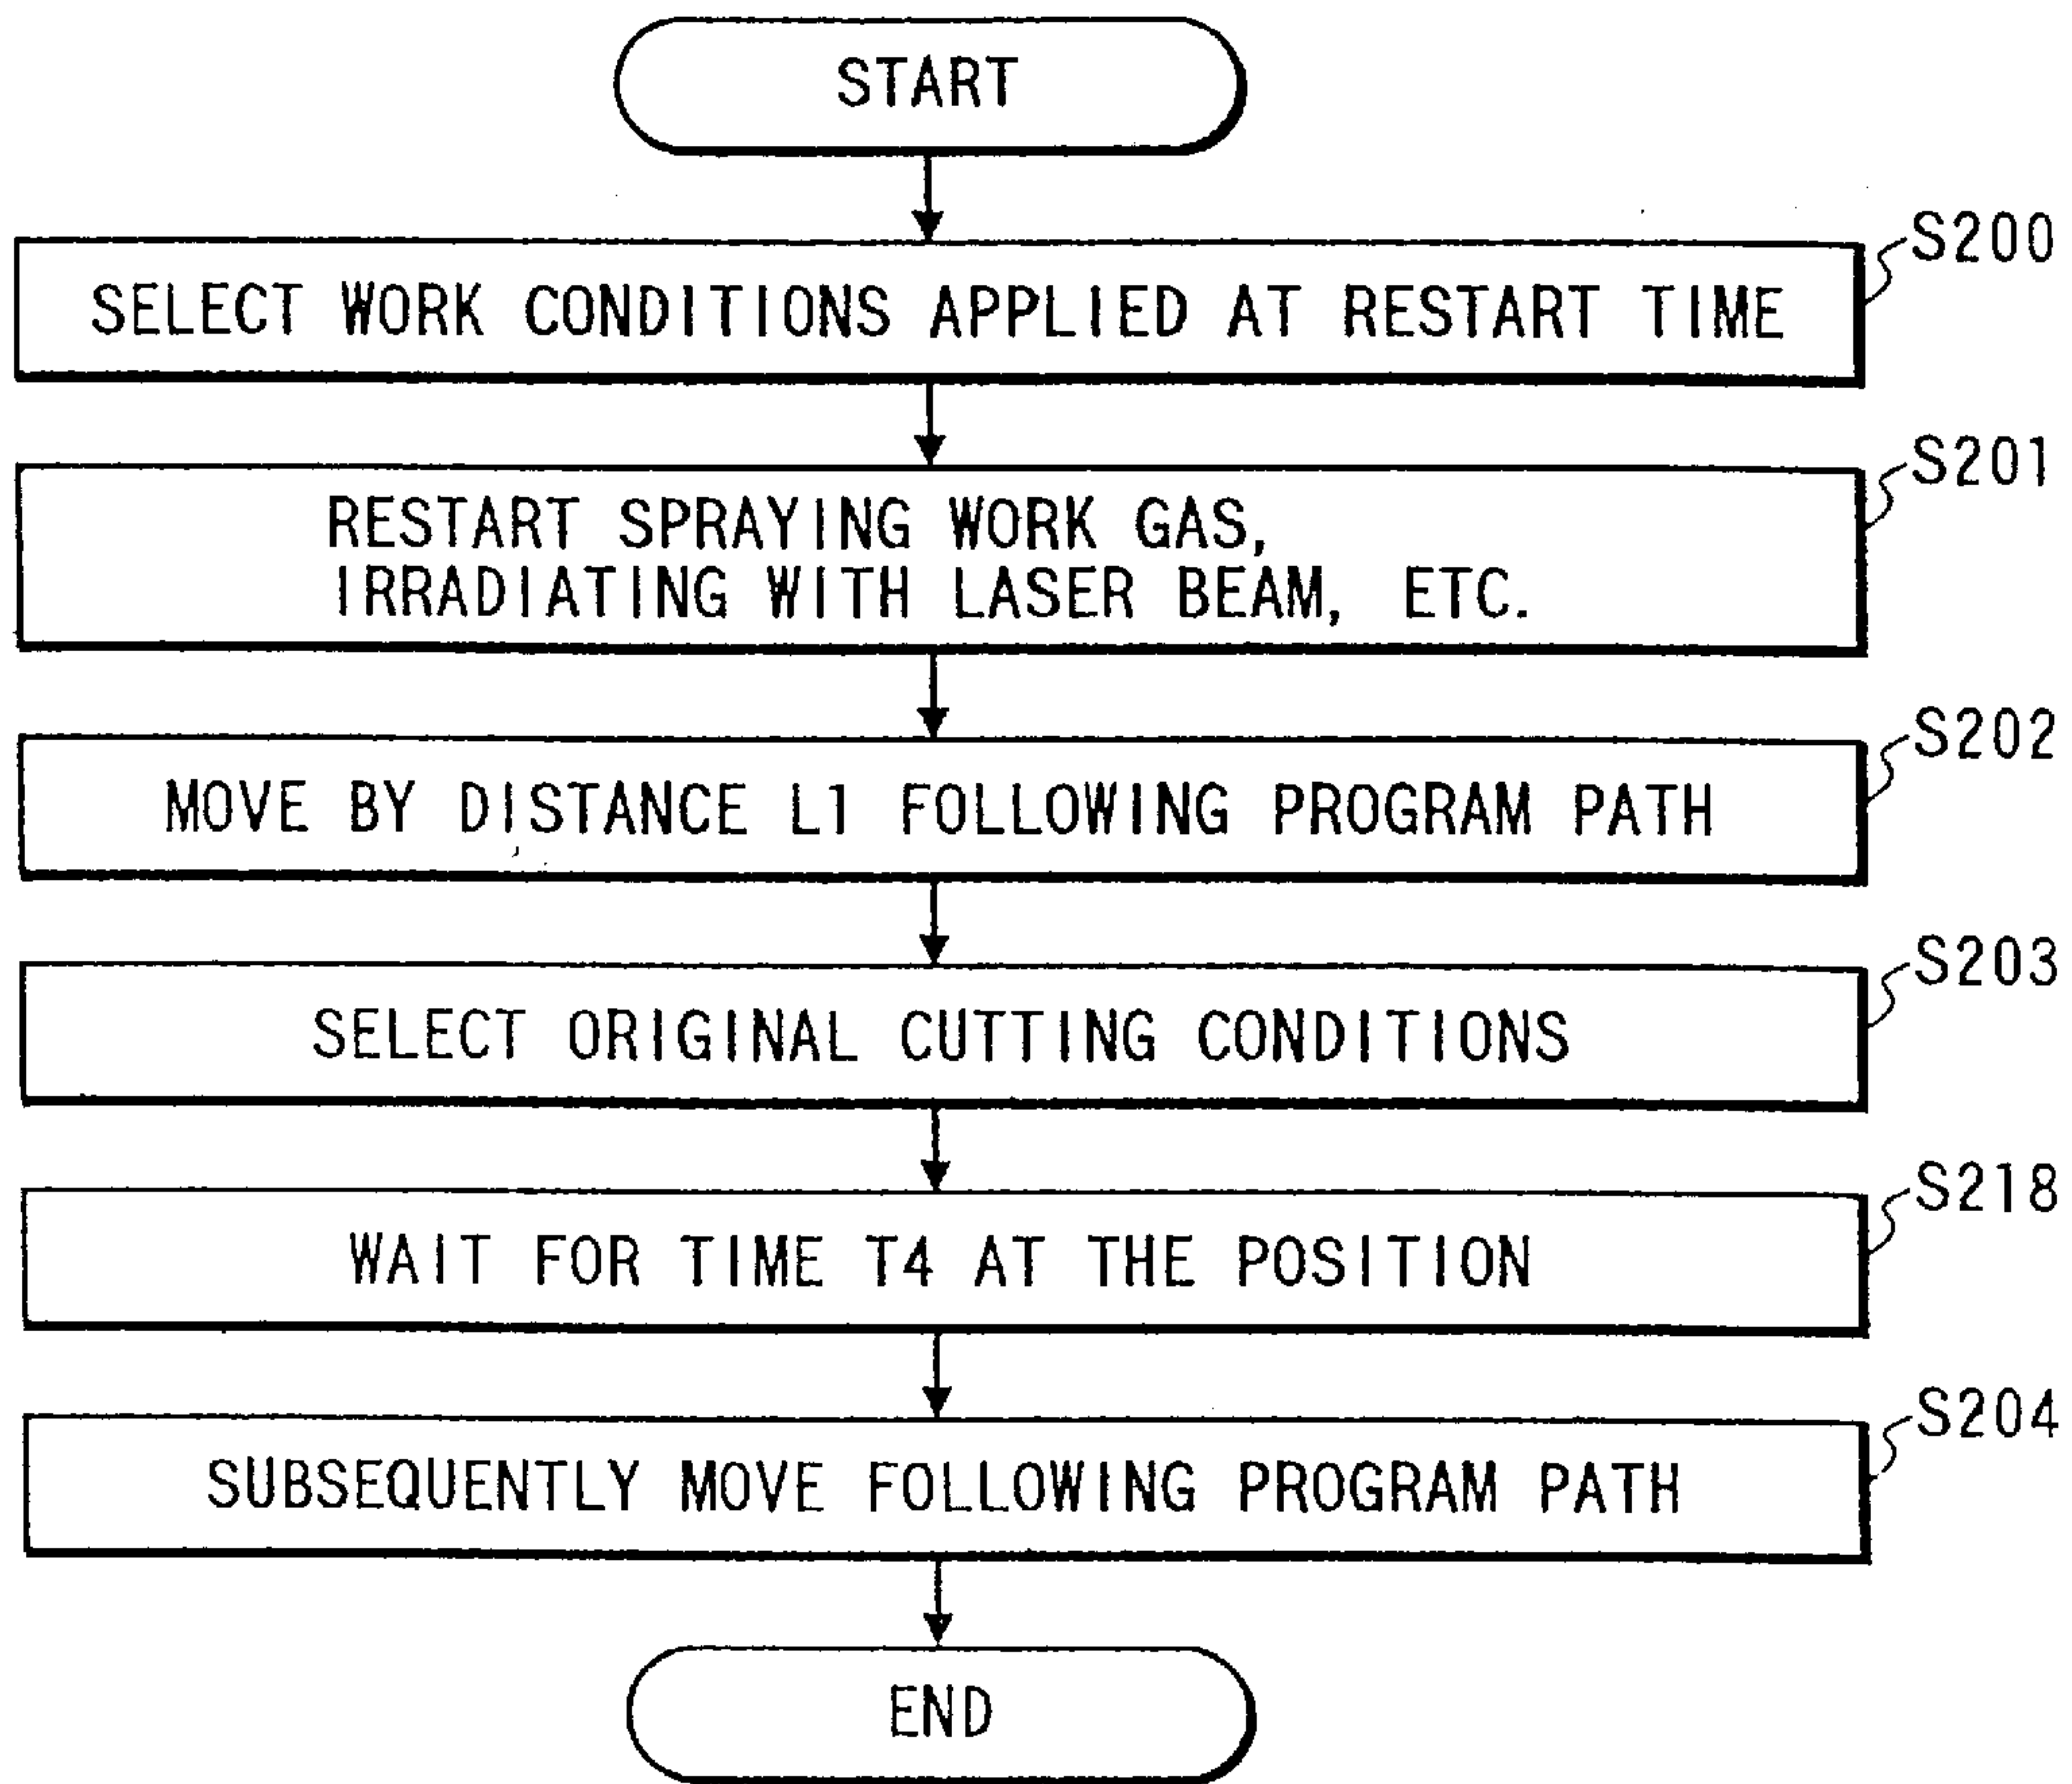 START
S200
SELECT WORK CONDITIONS APPLIED AT RESTART TIME
S201
RESTART SPRAYING WORK GAS,
IRRADIATING WITH LASER BEAM, ETC.
S202
MOVE BY DISTANCE L1 FOLLOWING PROGRAM PATH
S203
SELECT ORIGINAL CUTTING CONDITIONS
S218
WAIT FOR TIME T4 AT THE POSITION
S204
SUBSEQUENTLY MOVE FOLLOWING PROGRAM PATH
END